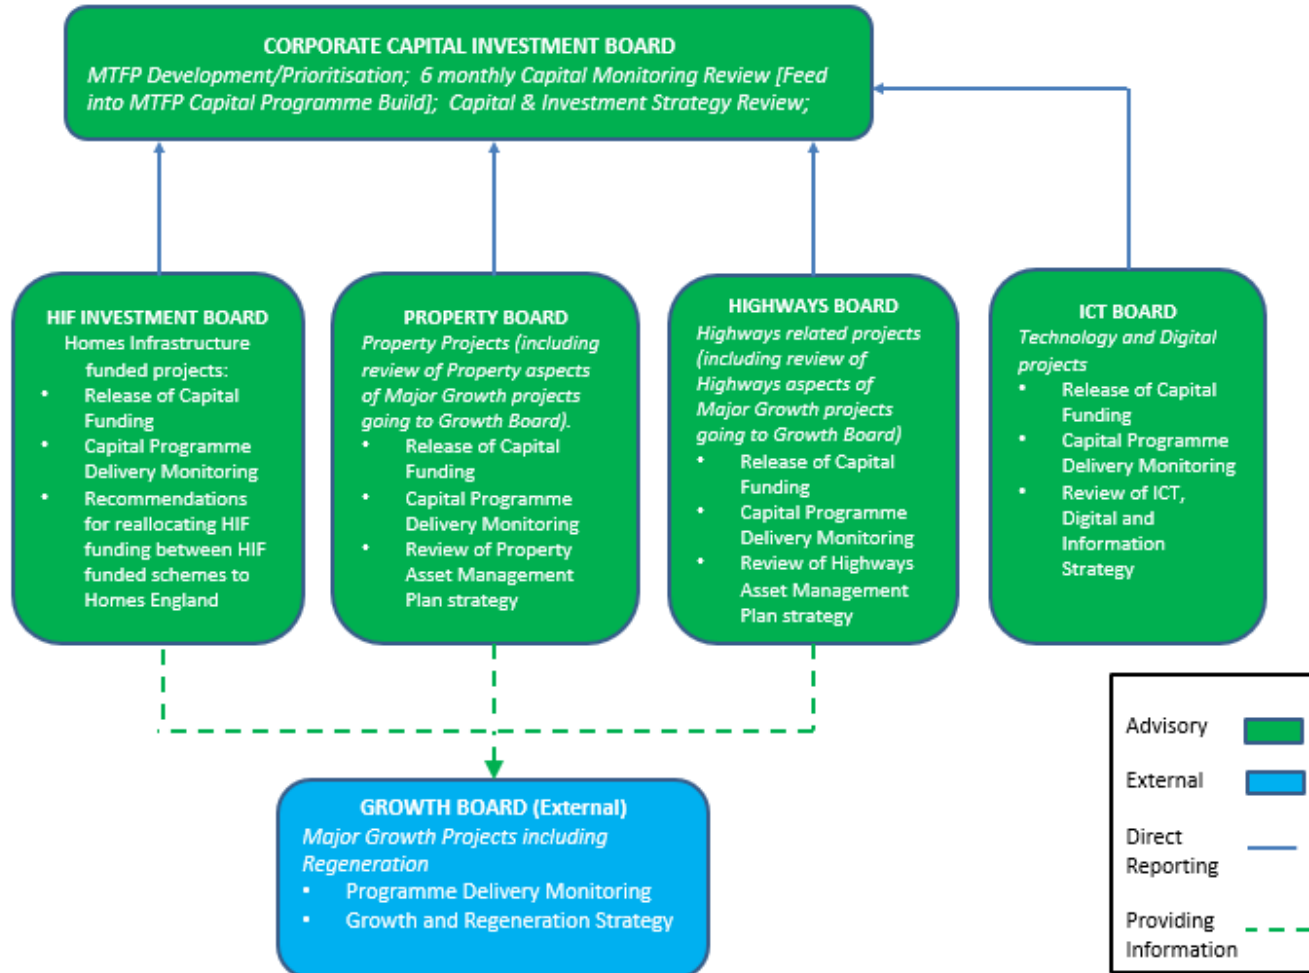 CORPORATE CAPITAL INVESTMENT BOARD
MTFP Development/Prioritisation; 6 monthly Capital Monitoring Review [Feed
into MTFP Capital Programme Build]; Capital & Investment Strategy Review;
HIF INVESTMENT BOARD
Homes Infrastructure
funded projects:
• Release of Capital
Funding
• Capital Programme
Delivery Monitoring
• Recommendations
for reallocating HIF
funding between HIF
funded schemes to
Homes England
PROPERTY BOARD
Property Projects (including
review of Property aspects
of Major Growth projects
going to Growth Board).
• Release of Capital
Funding
• Capital Programme
Delivery Monitoring
• Review of Property
Asset Management
Plan strategy
HIGHWAYS BOARD
Highways related projects
(including review of
Highways aspects of
Major Growth projects
going to Growth Board)
• Release of Capital
Funding
• Capital Programme
Delivery Monitoring
• Review of Highways
Asset Management
Plan strategy
ICT BOARD
Technology and Digital
projects
• Release of Capital
Funding
• Capital Programme
Delivery Monitoring
• Review of ICT,
Digital and
Information
Strategy
GROWTH BOARD (External)
Major Growth Projects including
Regeneration
• Programme Delivery Monitoring
• Growth and Regeneration Strategy
Advisory
External
Direct
Reporting
Providing
Information